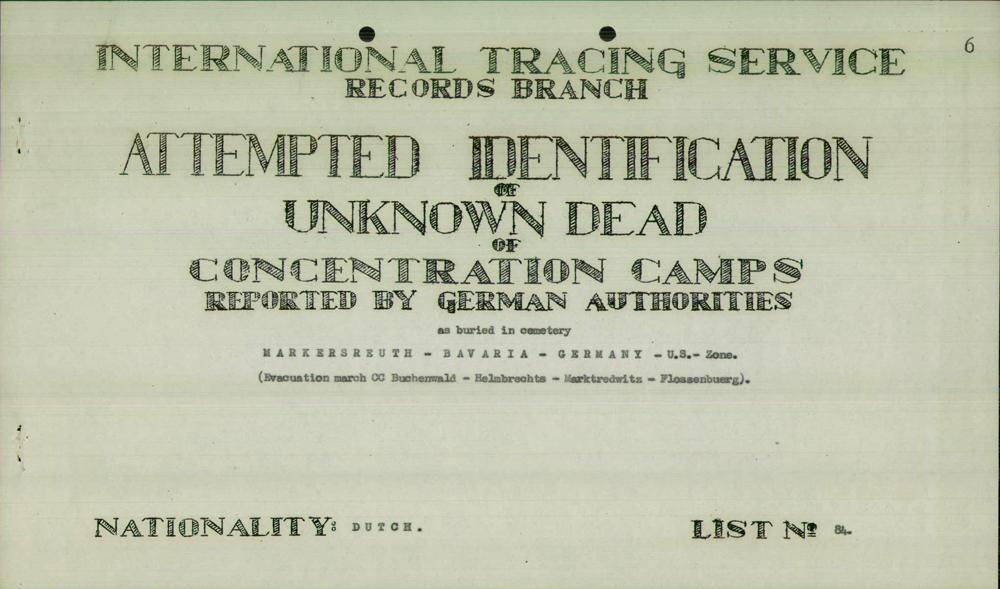 6
INTERNATIONAL TRACING SERVICE
RECORDS BRANCH
ATTEMPTED IDENTIFICATION
OF
UNKNOWN DEAD
OF
CONCENTRATION CAMPS
REPORTED BY GERMAN AUTHORITIES
as buried in cemetery
MARKERSREUTH - BAVARIA - GERMANY - U.S.- Zone.
(Evacuation march CC Buchenwald - Helmbrechts - Marktredwitz - Flossenbuerg).
NATIONALITY: DUTCH.
LIST Nº 84.